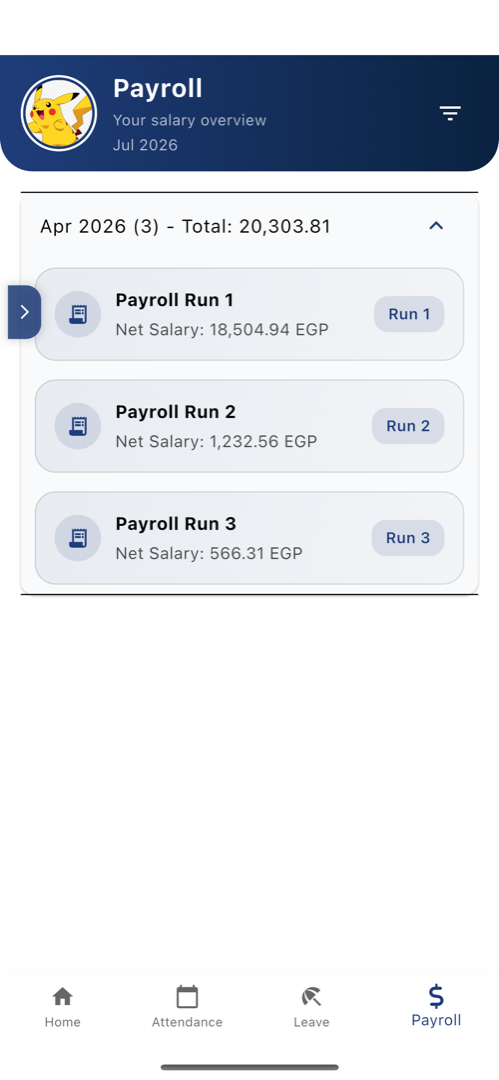 Payroll
Your salary overview
Jul 2026
Apr 2026 (3) - Total: 20,303.81
Payroll Run 1
Net Salary: 18,504.94 EGP
Run 1
Payroll Run 2
Net Salary: 1,232.56 EGP
Run 2
Payroll Run 3
Net Salary: 566.31 EGP
Run 3
Home
Attendance
Leave
Payroll